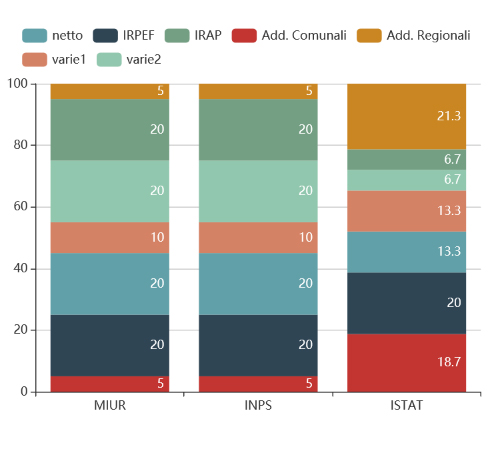 netto IRPEF IRAP Add. Comunali Add. Regionali
varie1 varie2
100
80
60
40
20
0
5 5 21.3
20 20 6.7
20 20 6.7
10 10 13.3
20 20 13.3
20 20 20
5 5 18.7
MIUR INPS ISTAT